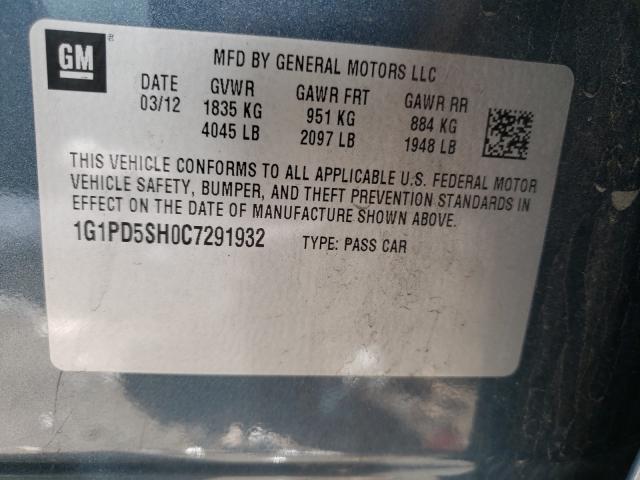 GM
MFD BY GENERAL MOTORS LLC
DATE GVWR GAWR FRT GAWR RR
03/12 1835 KG 951 KG 884 KG
4045 LB 2097 LB 1948 LB
THIS VEHICLE CONFORMS TO ALL APPLICABLE U.S. FEDERAL MOTOR
VEHICLE SAFETY, BUMPER, AND THEFT PREVENTION STANDARDS IN
EFFECT ON THE DATE OF MANUFACTURE SHOWN ABOVE.
1G1PD5SH0C7291932 TYPE: PASS CAR